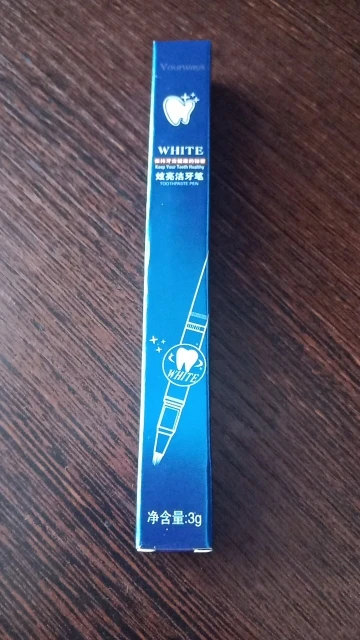 WHITE
Keep Your Teeth Healthy
炫亮洁牙笔
TOOTHPASTE PEN
WHITE
净含量:3g